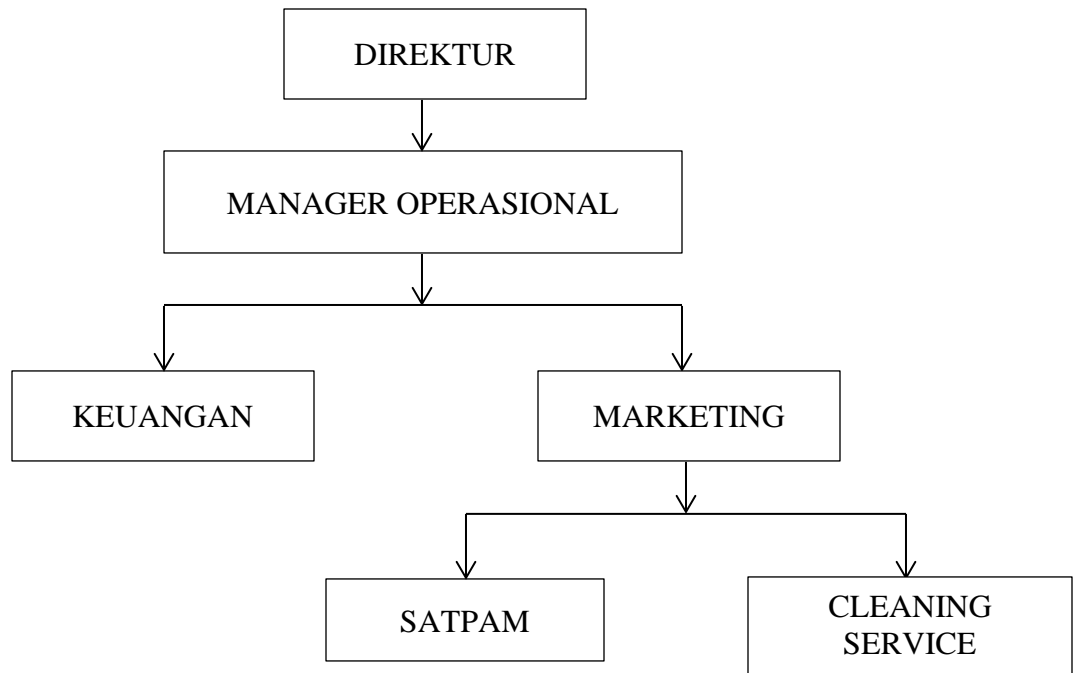 DIREKTUR
MANAGER OPERASIONAL
KEUANGAN
MARKETING
SATPAM
CLEANING
SERVICE